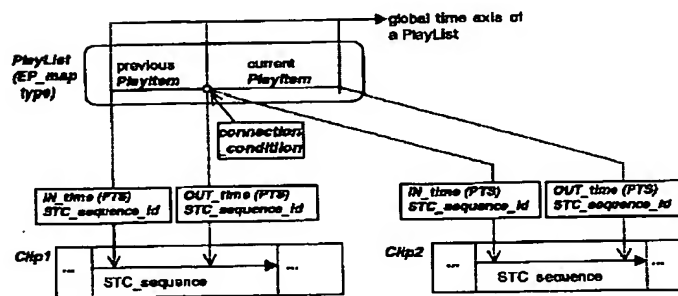 global time axis of
a PlayList
PlayList
(EP_map
type)
previous
PlayItem
current
PlayItem
connection
_condition
IN_time (PTS)
STC_sequence_id
OUT_time (PTS)
STC_sequence_id
IN_time (PTS)
STC_sequence_id
OUT_time (PTS)
STC_sequence_id
Clip1
...
STC_sequence
...
Clip2
...
STC sequence
...